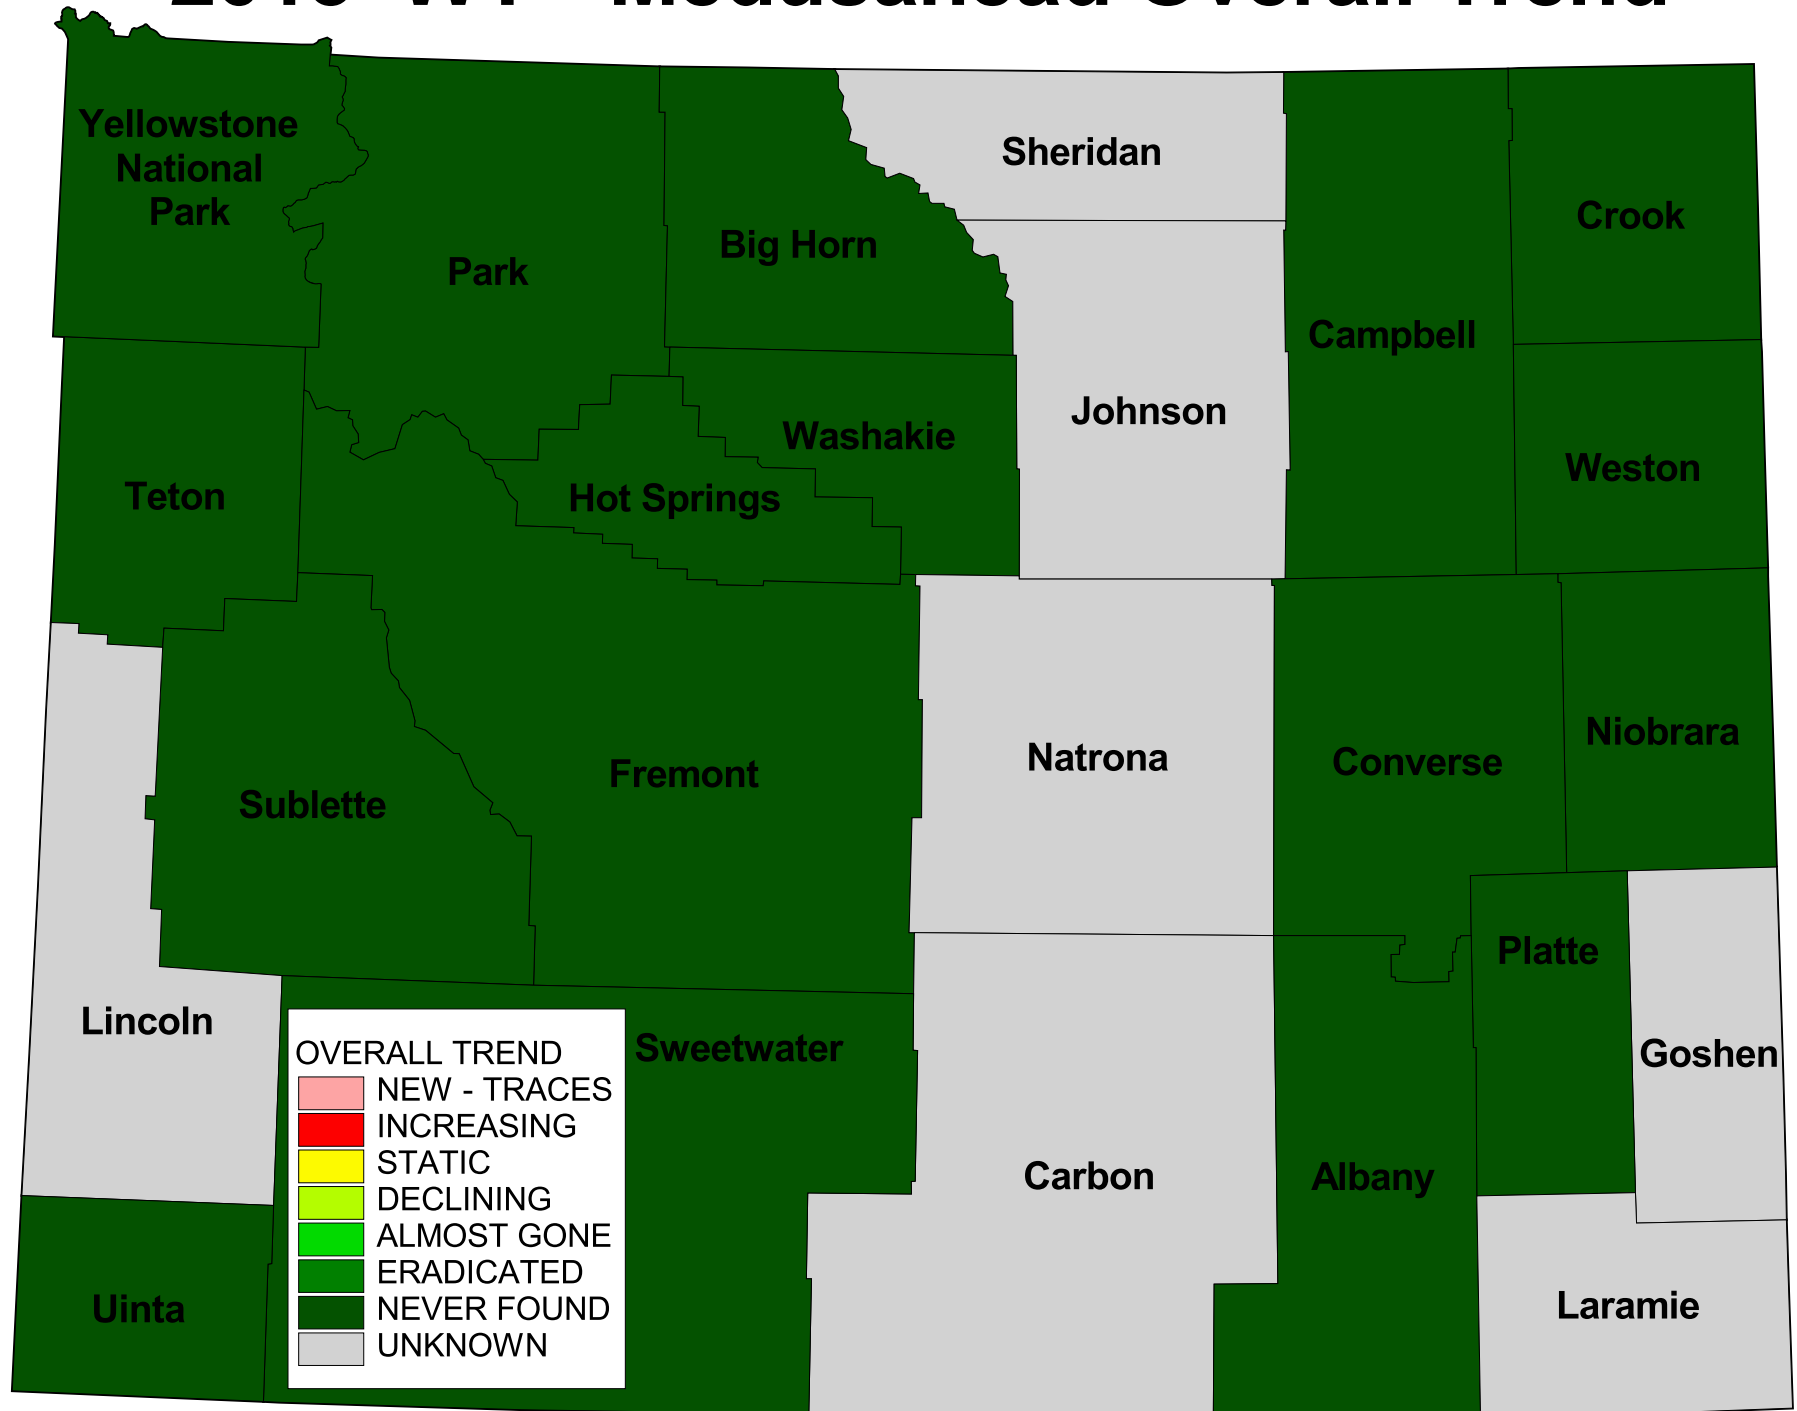 Yellowstone
National
Park
Park
Big Horn
Sheridan
Crook
Campbell
Johnson
Washakie
Weston
Teton
Hot Springs
Fremont
Natrona
Converse
Niobrara
Sublette
Platte
Lincoln
Sweetwater
Goshen
Carbon
Albany
Uinta
Laramie
OVERALL TREND
NEW - TRACES
INCREASING
STATIC
DECLINING
ALMOST GONE
ERADICATED
NEVER FOUND
UNKNOWN